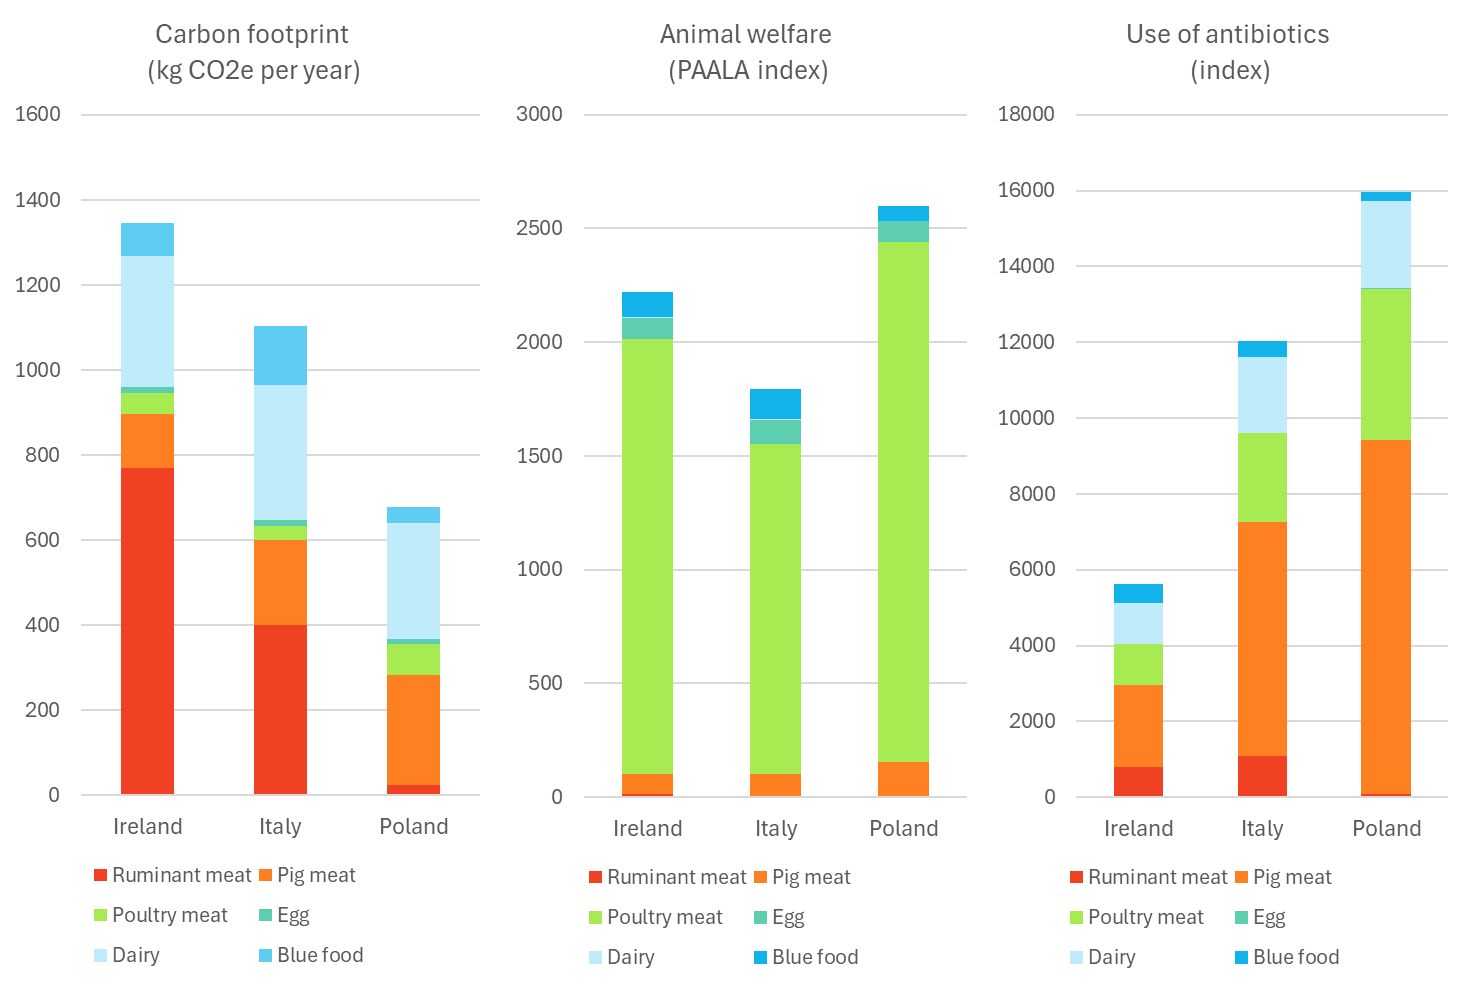 Carbon footprint
(kg CO2e per year)
1600
1400
1200
1000
800
600
400
200
0
Ireland Italy Poland
Ruminant meat Pig meat
Poultry meat Egg
Dairy Blue food
Animal welfare
(PAALA index)
3000
2500
2000
1500
1000
500
0
Ireland Italy Poland
Ruminant meat Pig meat
Poultry meat Egg
Dairy Blue food
Use of antibiotics
(index)
18000
16000
14000
12000
10000
8000
6000
4000
2000
0
Ireland Italy Poland
Ruminant meat Pig meat
Poultry meat Egg
Dairy Blue food